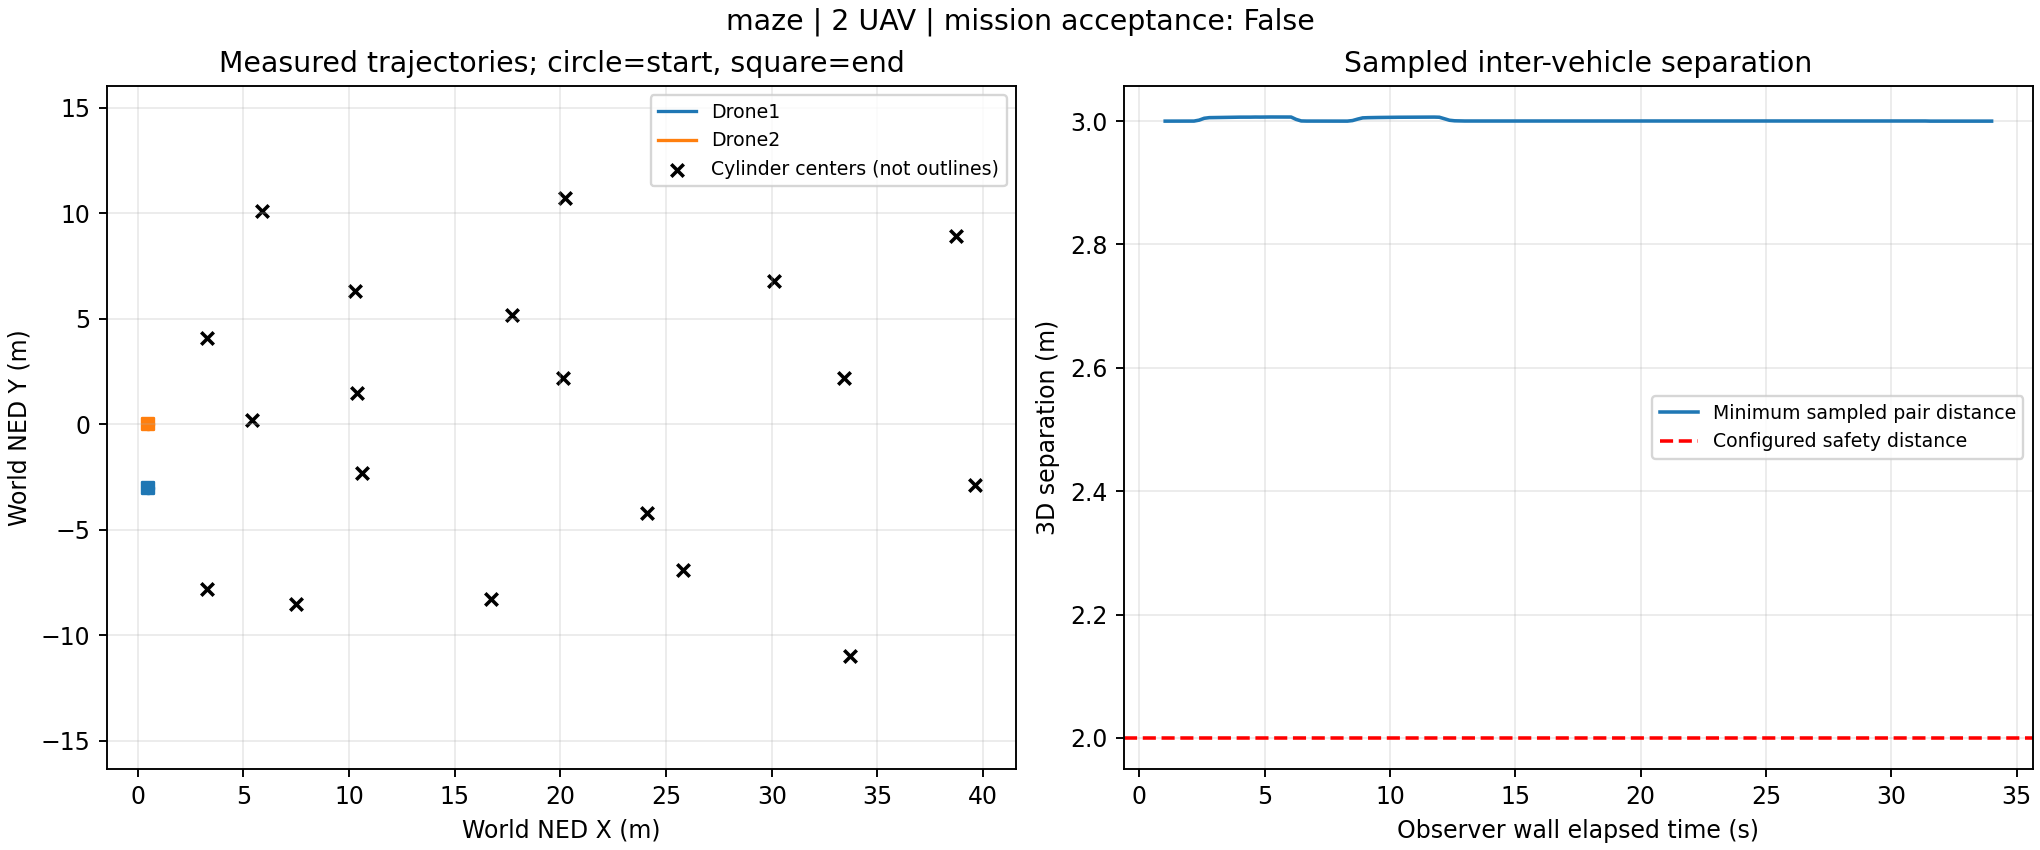 maze | 2 UAV | mission acceptance: False
Measured trajectories; circle=start, square=end
Drone1
Drone2
Cylinder centers (not outlines)
15
10
5
0
−5
−10
−15
World NED Y (m)
0 5 10 15 20 25 30 35 40
World NED X (m)
Sampled inter-vehicle separation
3.0
2.8
2.6
2.4
2.2
2.0
3D separation (m)
Minimum sampled pair distance
Configured safety distance
0 5 10 15 20 25 30 35
Observer wall elapsed time (s)